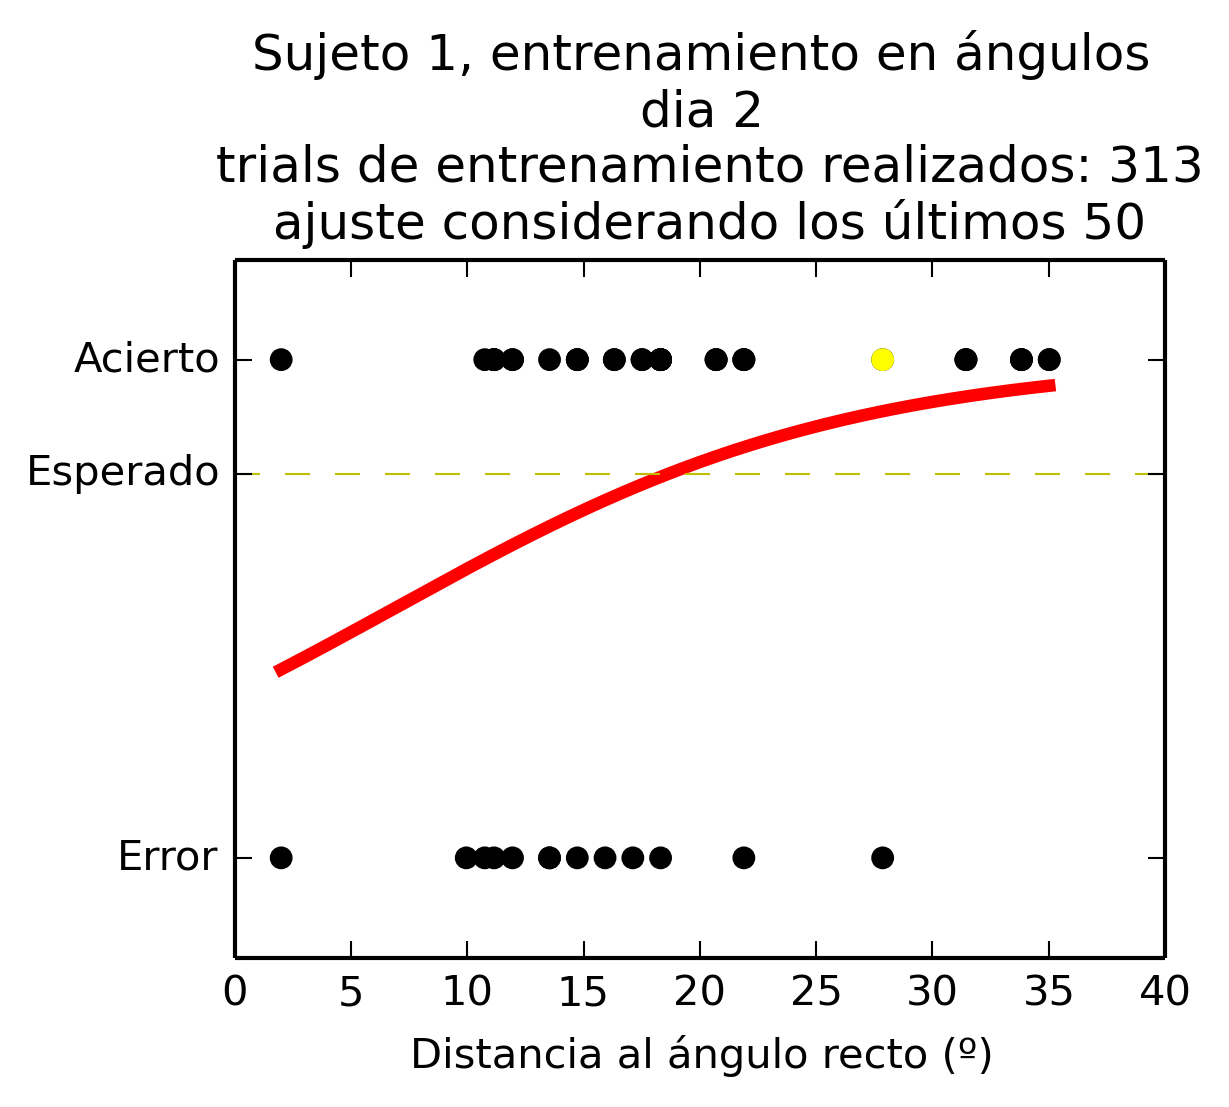 Sujeto 1, entrenamiento en ángulos
dia 2
trials de entrenamiento realizados: 313
ajuste considerando los últimos 50
Acierto
Esperado
Error
0 5 10 15 20 25 30 35 40
Distancia al ángulo recto (º)